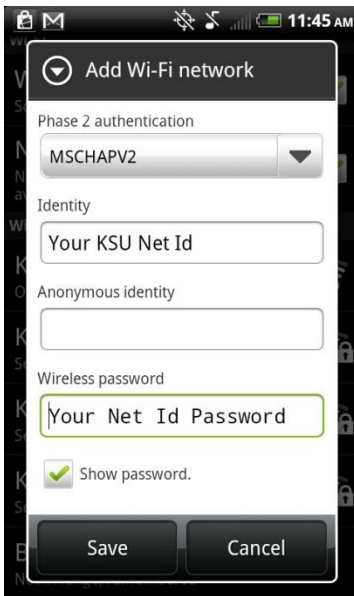 11:45 AM
Add Wi-Fi network
Phase 2 authentication
MSCHAPV2
Identity
Your KSU Net Id
Anonymous identity
Wireless password
Your Net Id Password
Show password.
Save
Cancel